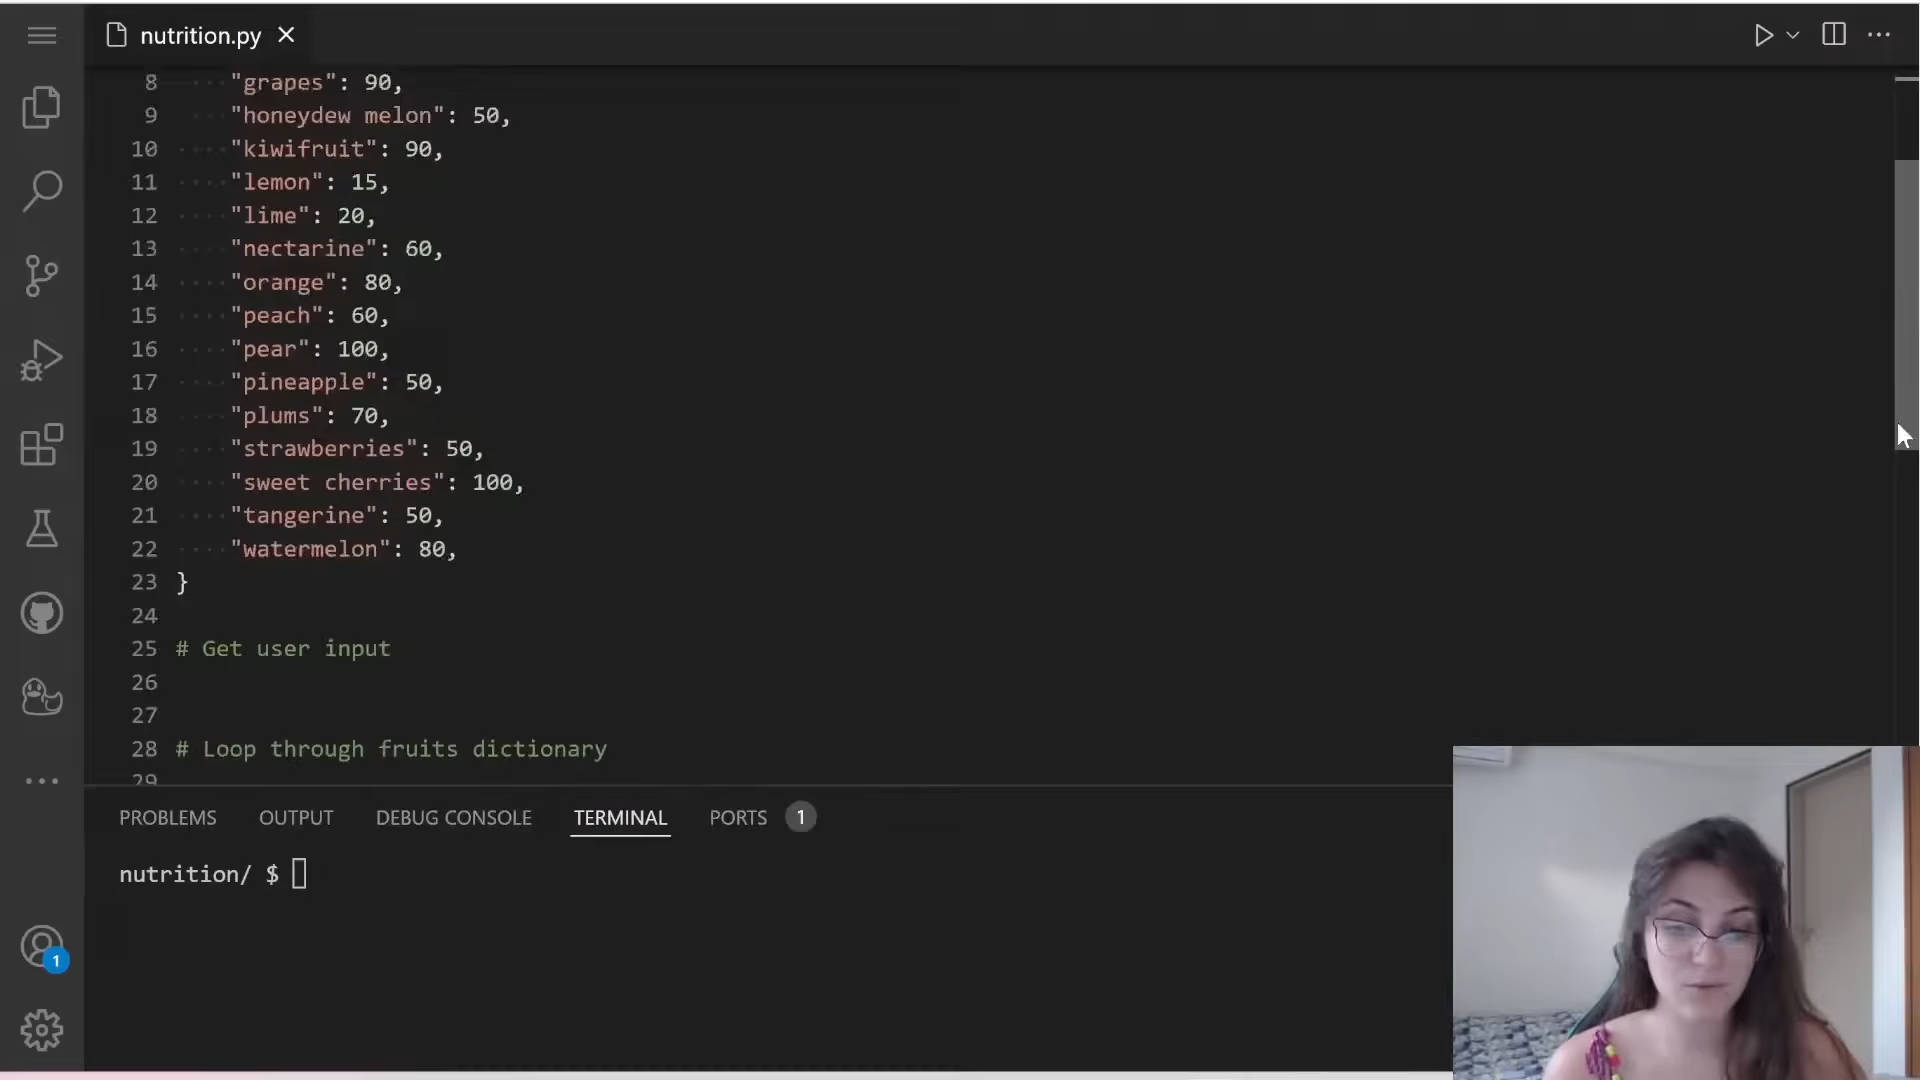 nutrition.py
8 "grapes": 90,
9 "honeydew melon": 50,
10 "kiwifruit": 90,
11 "lemon": 15,
12 "lime": 20,
13 "nectarine": 60,
14 "orange": 80,
15 "peach": 60,
16 "pear": 100,
17 "pineapple": 50,
18 "plums": 70,
19 "strawberries": 50,
20 "sweet cherries": 100,
21 "tangerine": 50,
22 "watermelon": 80,
23 }
24
25 # Get user input
26
27
28 # Loop through fruits dictionary
29
PROBLEMS OUTPUT DEBUG CONSOLE TERMINAL PORTS 1
nutrition/ $
1